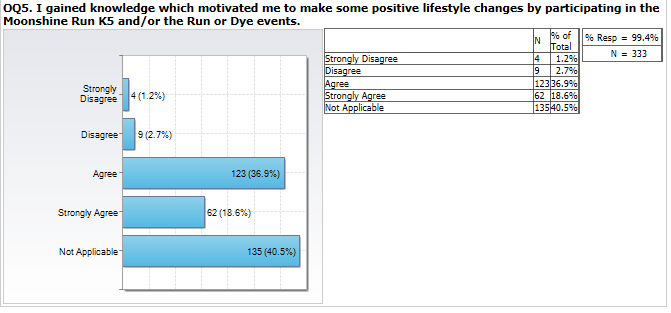 OQ5. I gained knowledge which motivated me to make some positive lifestyle changes by participating in the
Moonshine Run K5 and/or the Run or Dye events.
Strongly
Disagree
4 (1.2%)
Disagree
9 (2.7%)
Agree
123 (36.9%)
Strongly Agree
62 (18.6%)
Not Applicable
135 (40.5%)
N % of
Total
Strongly Disagree 4 1.2%
Disagree 9 2.7%
Agree 123 36.9%
Strongly Agree 62 18.6%
Not Applicable 135 40.5%
% Resp = 99.4%
N = 333